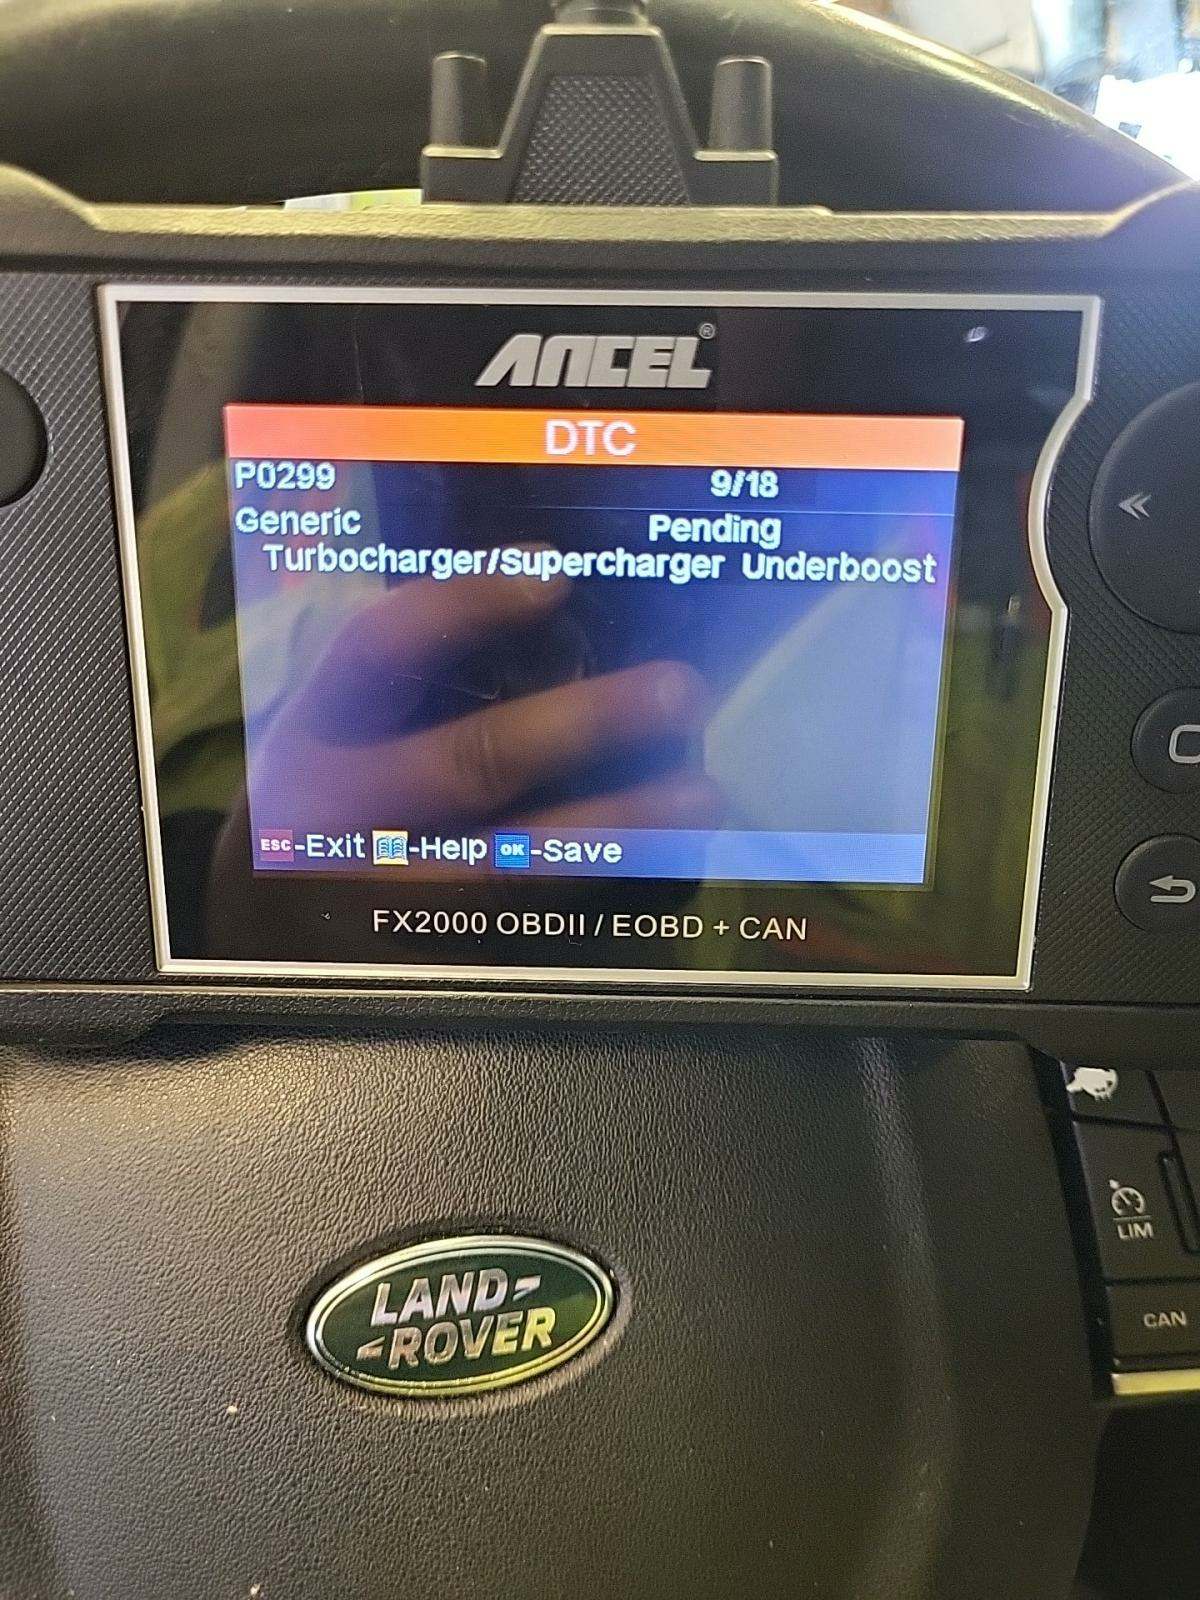 ANCEL®
DTC
P0299 9/18
Generic Pending
Turbocharger/Supercharger Underboost
ESC-Exit -Help OK-Save
FX2000 OBDII / EOBD + CAN
LIM
CAN
LAND
ROVER